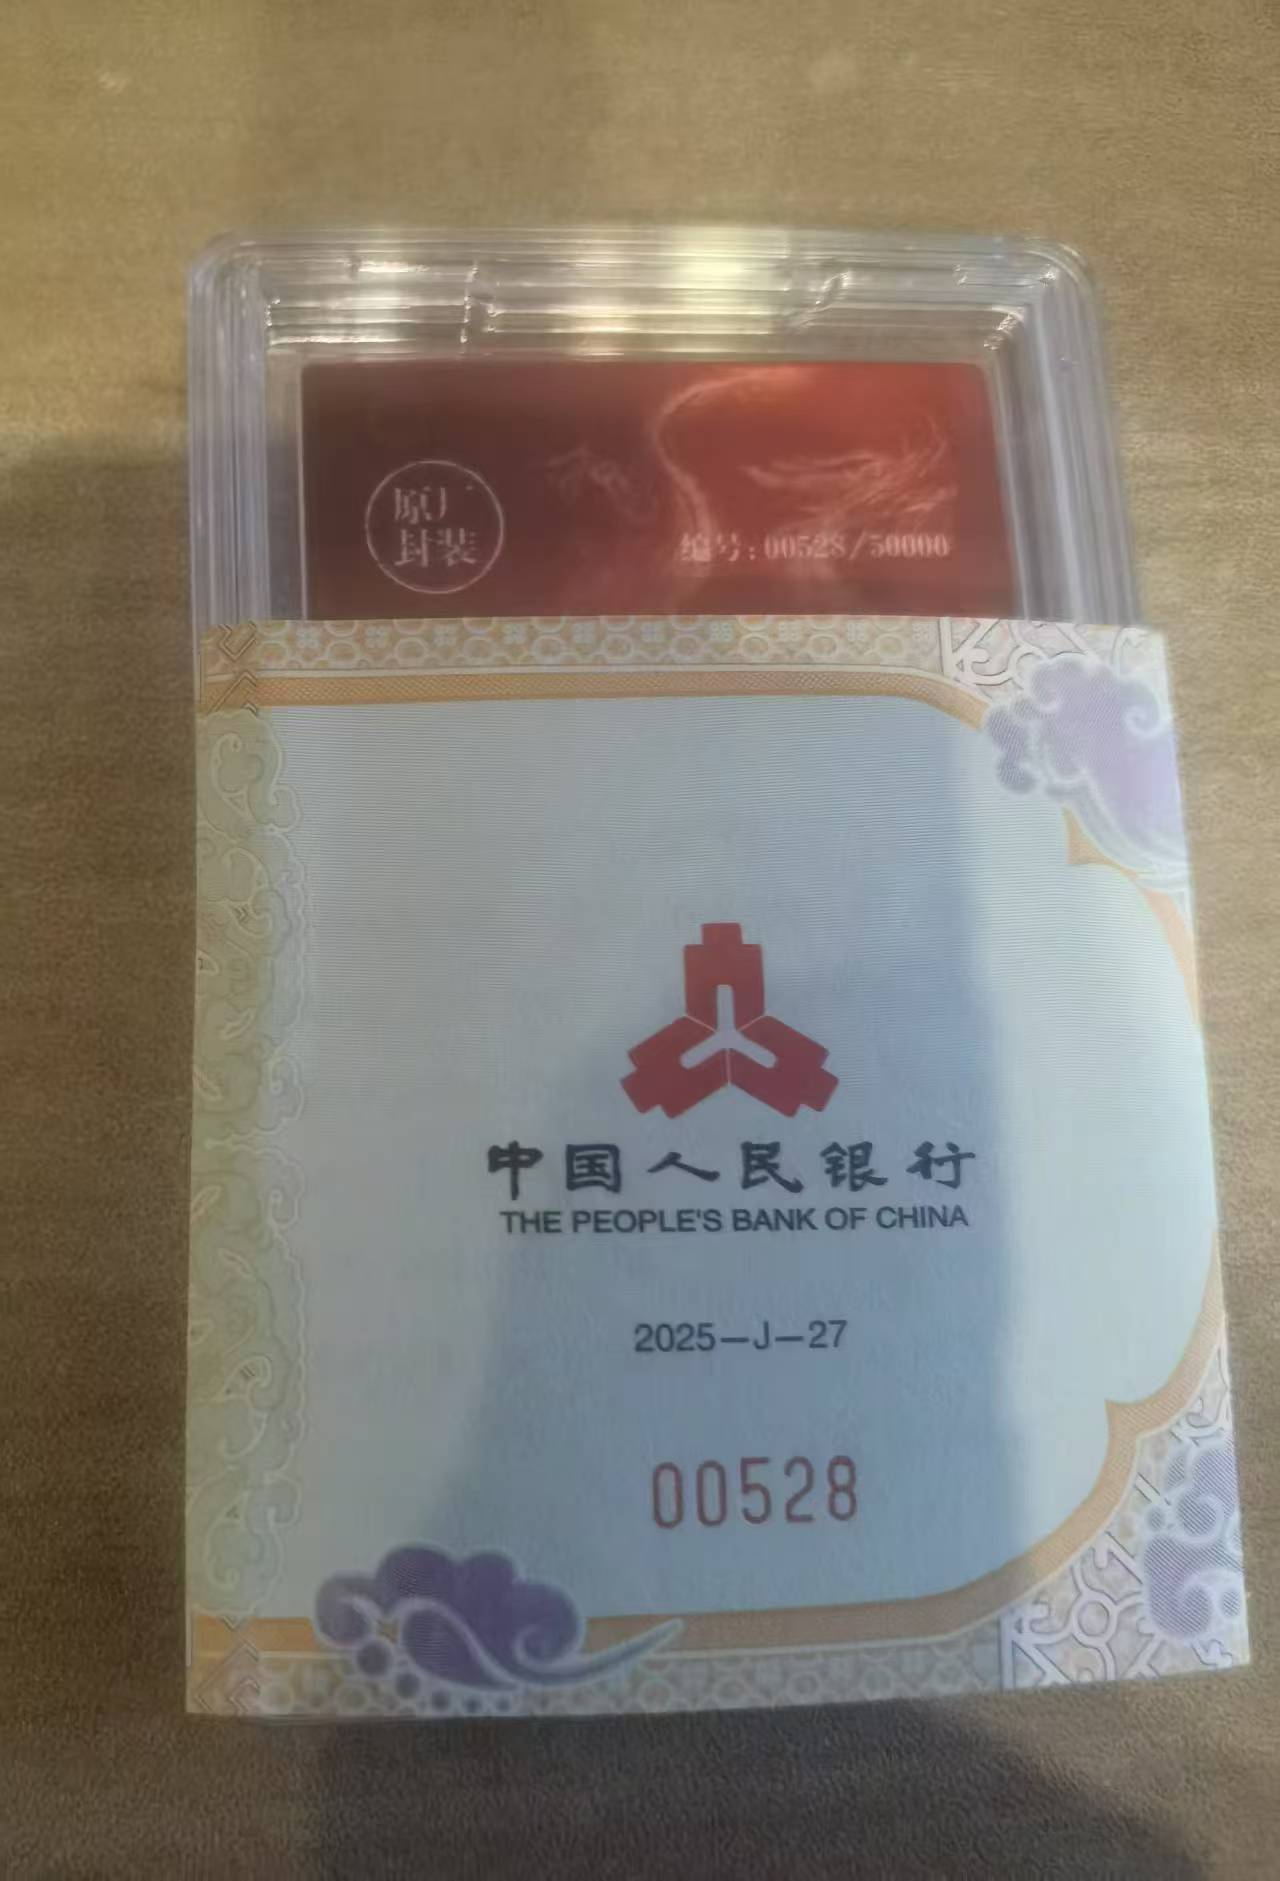 原厂
封装
编号:00528/50000
中国人民银行
THE PEOPLE'S BANK OF CHINA
2025—J—27
00528